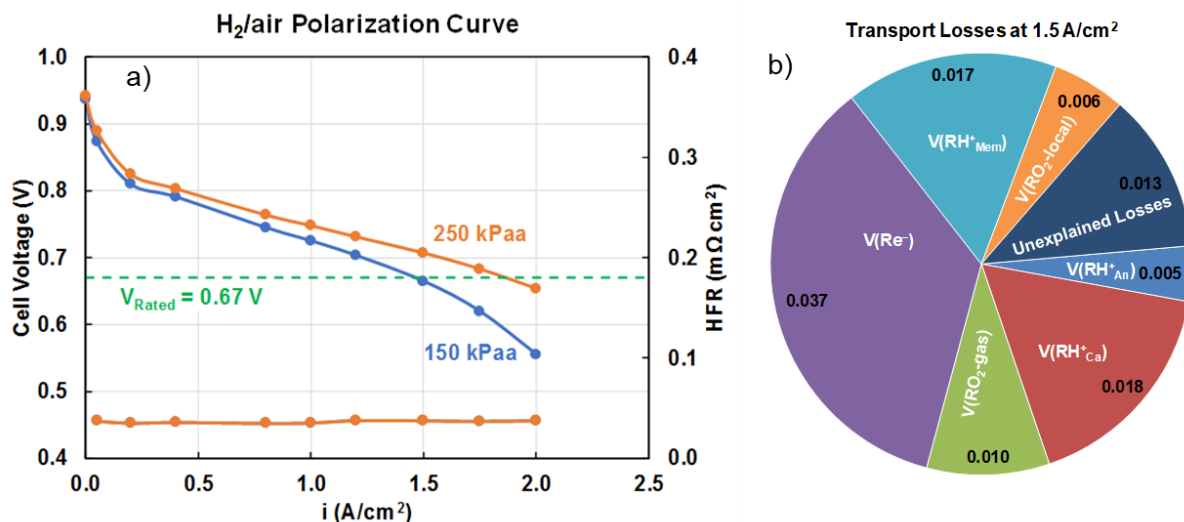 H₂/air Polarization Curve
a)
1.0
0.9
0.8
0.7
0.6
0.5
0.4
Cell Voltage (V)
250 kPaa
V_Rated = 0.67 V
150 kPaa
0.4
0.3
0.2
0.1
0.0
HFR (mΩ cm²)
0.0 0.5 1.0 1.5 2.0 2.5
i (A/cm²)
Transport Losses at 1.5 A/cm²
b)
0.017
V(RH⁺Mem)
0.006
V(RO₂-local)
0.013
Unexplained Losses
V(RH⁺An) 0.005
V(RH⁺Ca)
0.018
V(RO₂-gas)
0.010
V(Re⁻)
0.037